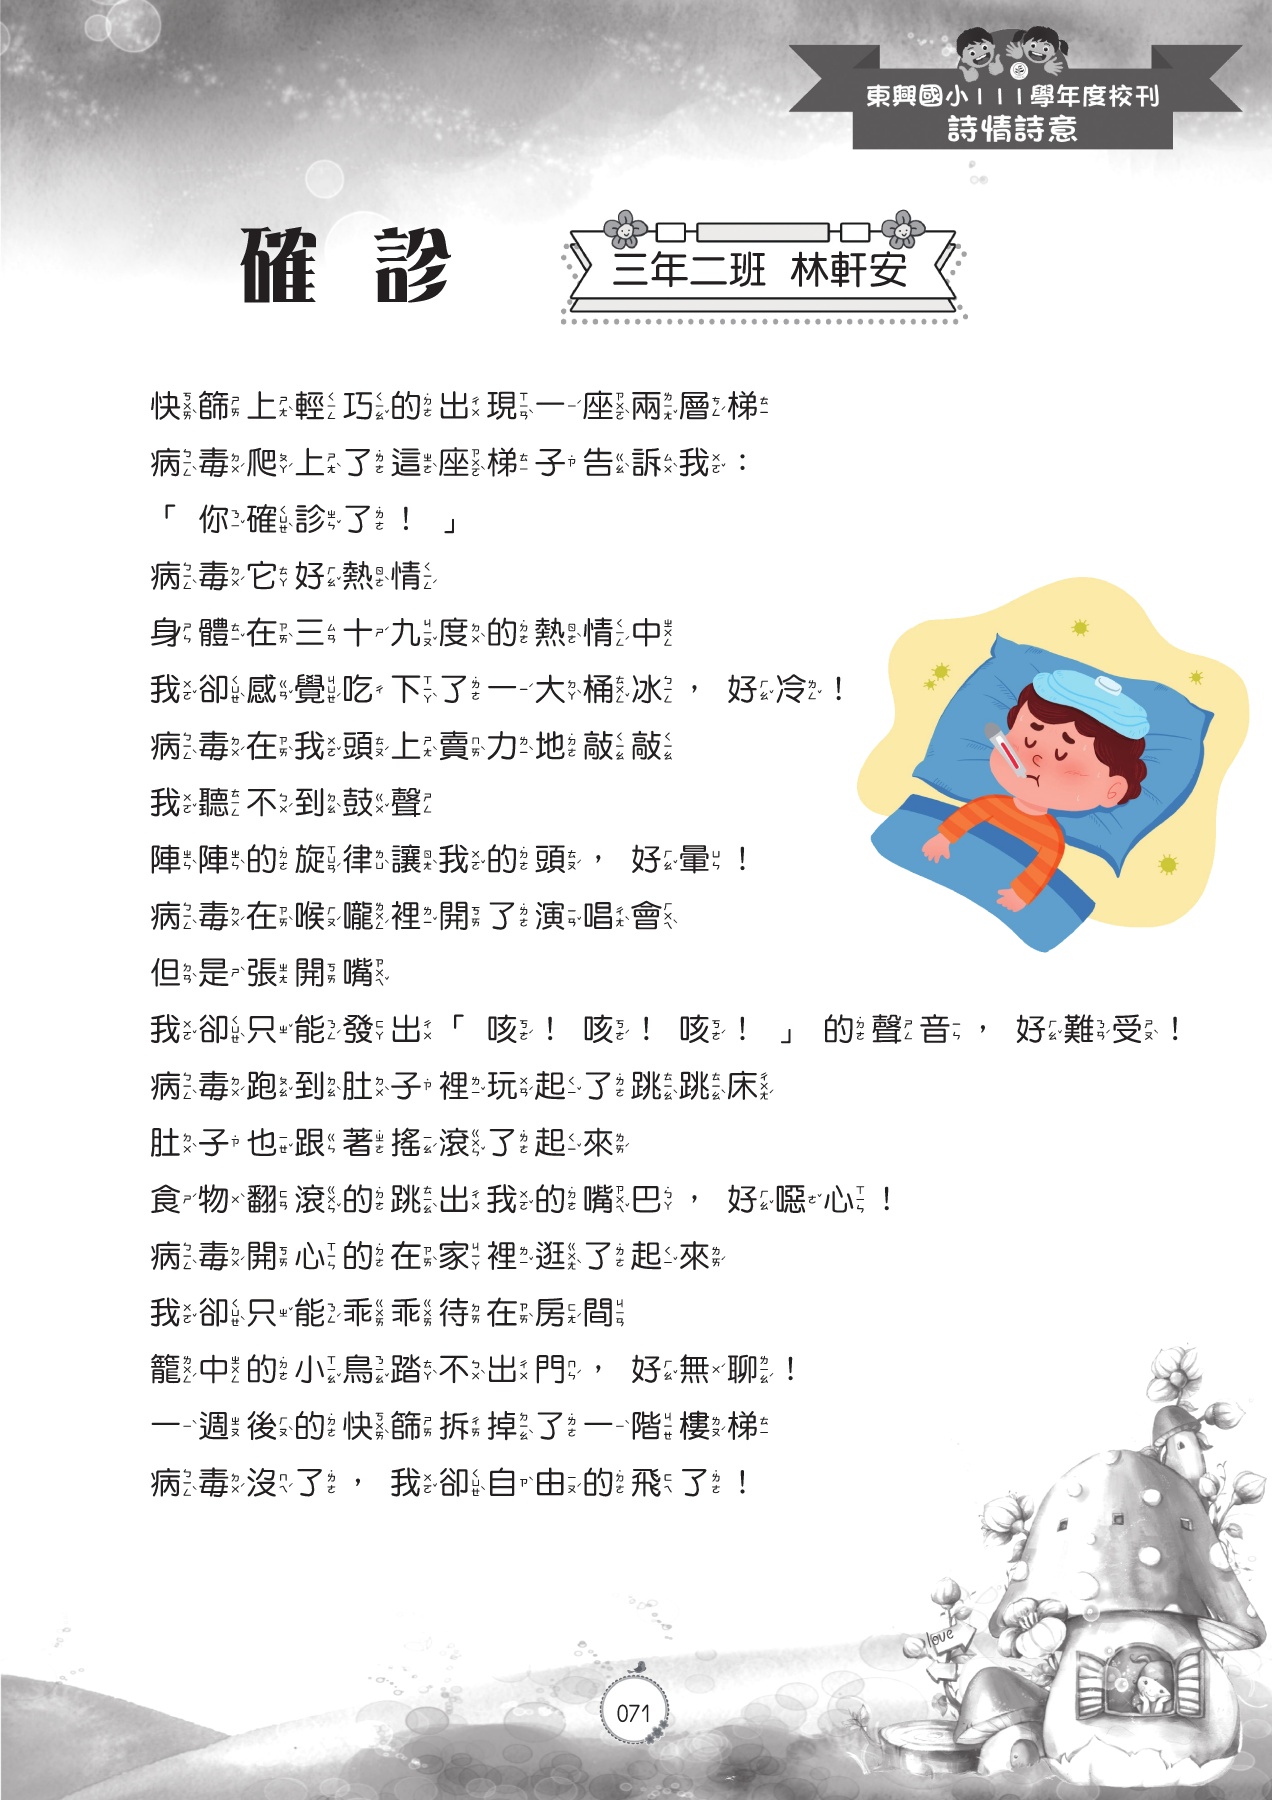 東興國小111學年度校刊
詩情詩意
確診
三年二班 林軒安
快篩上輕巧的出現一座兩層梯
病毒爬上了這座梯子告訴我：
「你確診了！」
病毒它好熱情
身體在三十九度的熱情中
我卻感覺吃下了一大桶冰，好冷！
病毒在我頭上賣力地敲敲
我聽不到鼓聲
陣陣的旋律讓我的頭，好暈！
病毒在喉嚨裡開了演唱會
但是張開嘴
我卻只能發出「咳！咳！咳！」的聲音，好難受！
病毒跑到肚子裡玩起了跳跳床
肚子也跟著搖滾了起來
食物翻滾的跳出我的嘴巴，好噁心！
病毒開心的在家裡逛了起來
我卻只能乖乖待在房間
籠中的小鳥踏不出門，好無聊！
一週後的快篩拆掉了一階樓梯
病毒沒了，我卻自由的飛了！
love
071